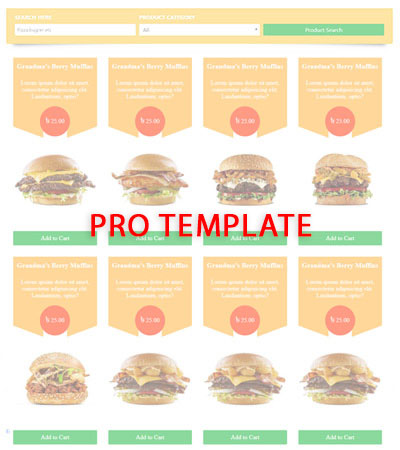 SEARCH HERE
PRODUCT CATEGORY
All
Product Search
Grandma's Berry Muffins
Grandma's Berry Muffins
Grandma's Berry Muffins
Grandma's Berry Muffins
Lorem ipsum dolor sit amet,
consectetur adipisicing elit.
Laudantium, optio?
Lorem ipsum dolor sit amet,
consectetur adipisicing elit.
Laudantium, optio?
Lorem ipsum dolor sit amet,
consectetur adipisicing elit.
Laudantium, optio?
Lorem ipsum dolor sit amet,
consectetur adipisicing elit.
Laudantium, optio?
25.00
25.00
25.00
25.00
PRO TEMPLATE
Add to Cart
Add to Cart
Add to Cart
Add to Cart
Grandma's Berry Muffins
Grandma's Berry Muffins
Grandma's Berry Muffins
Grandma's Berry Muffins
Lorem ipsum dolor sit amet,
consectetur adipisicing elit.
Laudantium, optio?
Lorem ipsum dolor sit amet,
consectetur adipisicing elit.
Laudantium, optio?
Lorem ipsum dolor sit amet,
consectetur adipisicing elit.
Laudantium, optio?
Lorem ipsum dolor sit amet,
consectetur adipisicing elit.
Laudantium, optio?
25.00
25.00
25.00
25.00
Add to Cart
Add to Cart
Add to Cart
Add to Cart